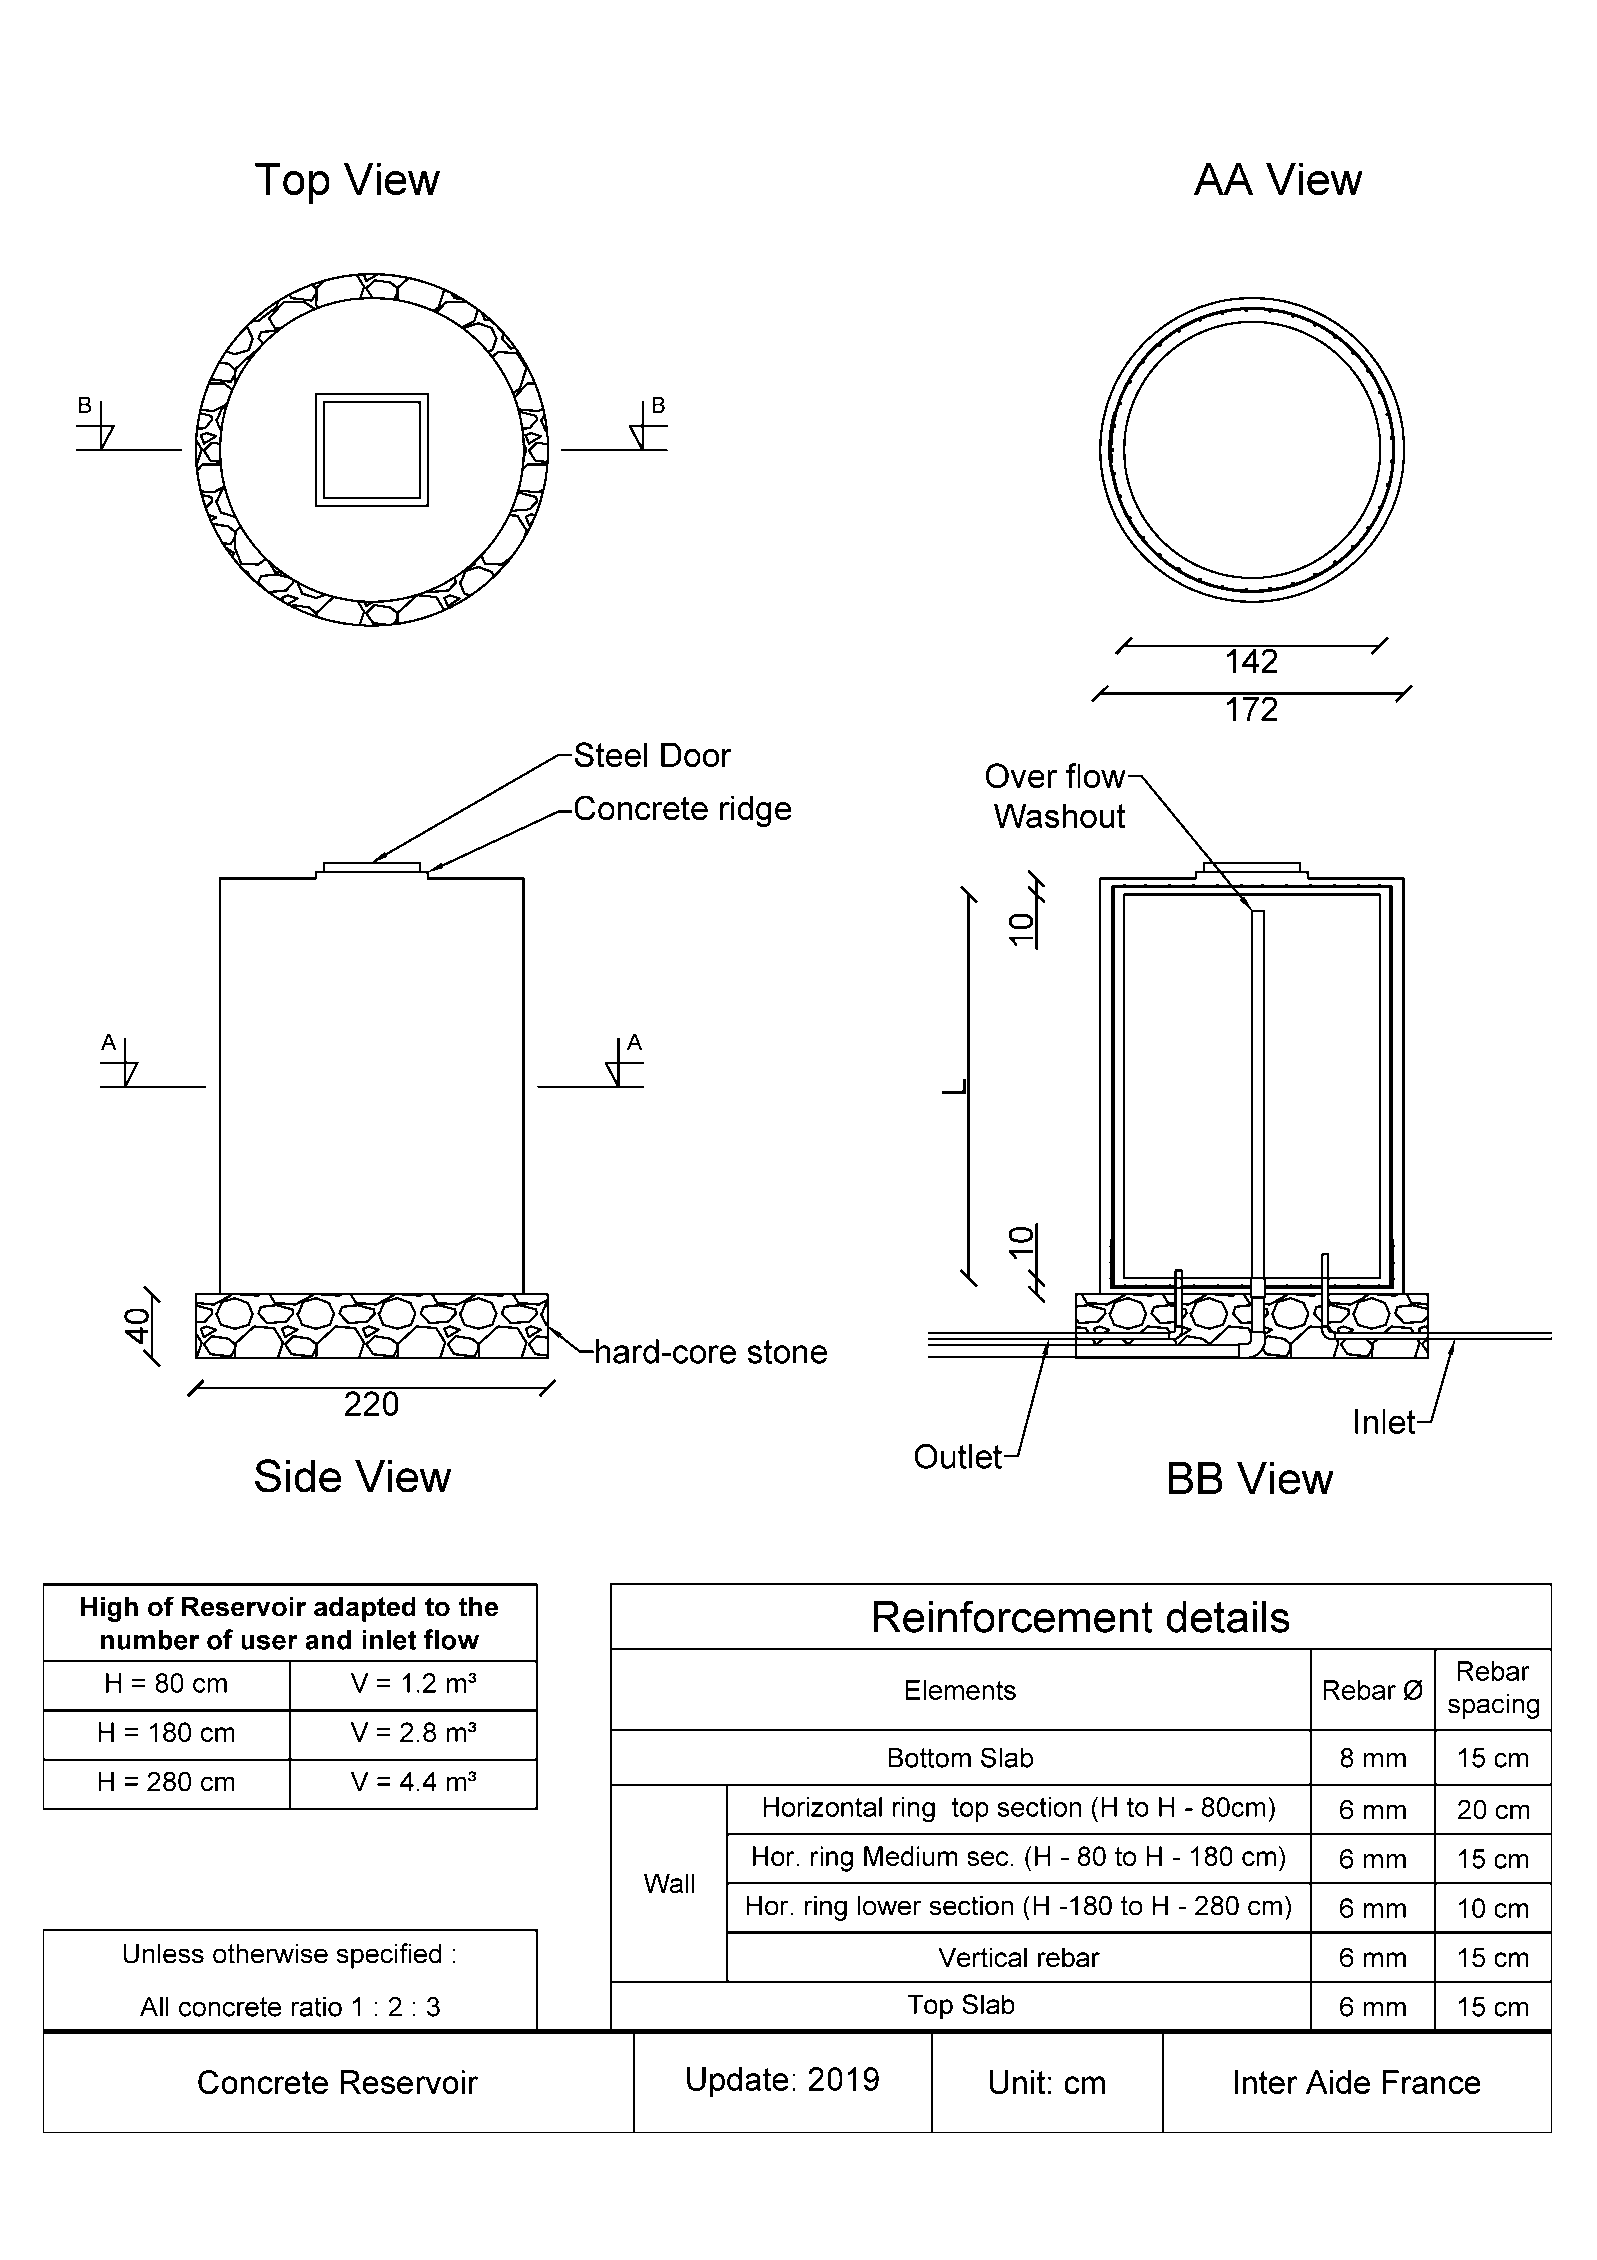 Top View
AA View
B
B
142
172
Steel Door
Concrete ridge
Over flow
Washout
10
A
A
L
10
40
hard-core stone
220
Inlet
Outlet
Side View
BB View
High of Reservoir adapted to the
number of user and inlet flow
H = 80 cm
V = 1.2 m³
H = 180 cm
V = 2.8 m³
H = 280 cm
V = 4.4 m³
Unless otherwise specified :
All concrete ratio 1 : 2 : 3
Reinforcement details
Elements
Rebar Ø
Rebar
spacing
Bottom Slab
8 mm
15 cm
Wall
Horizontal ring  top section (H to H - 80cm)
6 mm
20 cm
Hor. ring Medium sec. (H - 80 to H - 180 cm)
6 mm
15 cm
Hor. ring lower section (H -180 to H - 280 cm)
6 mm
10 cm
Vertical rebar
6 mm
15 cm
Top Slab
6 mm
15 cm
Concrete Reservoir
Update: 2019
Unit: cm
Inter Aide France